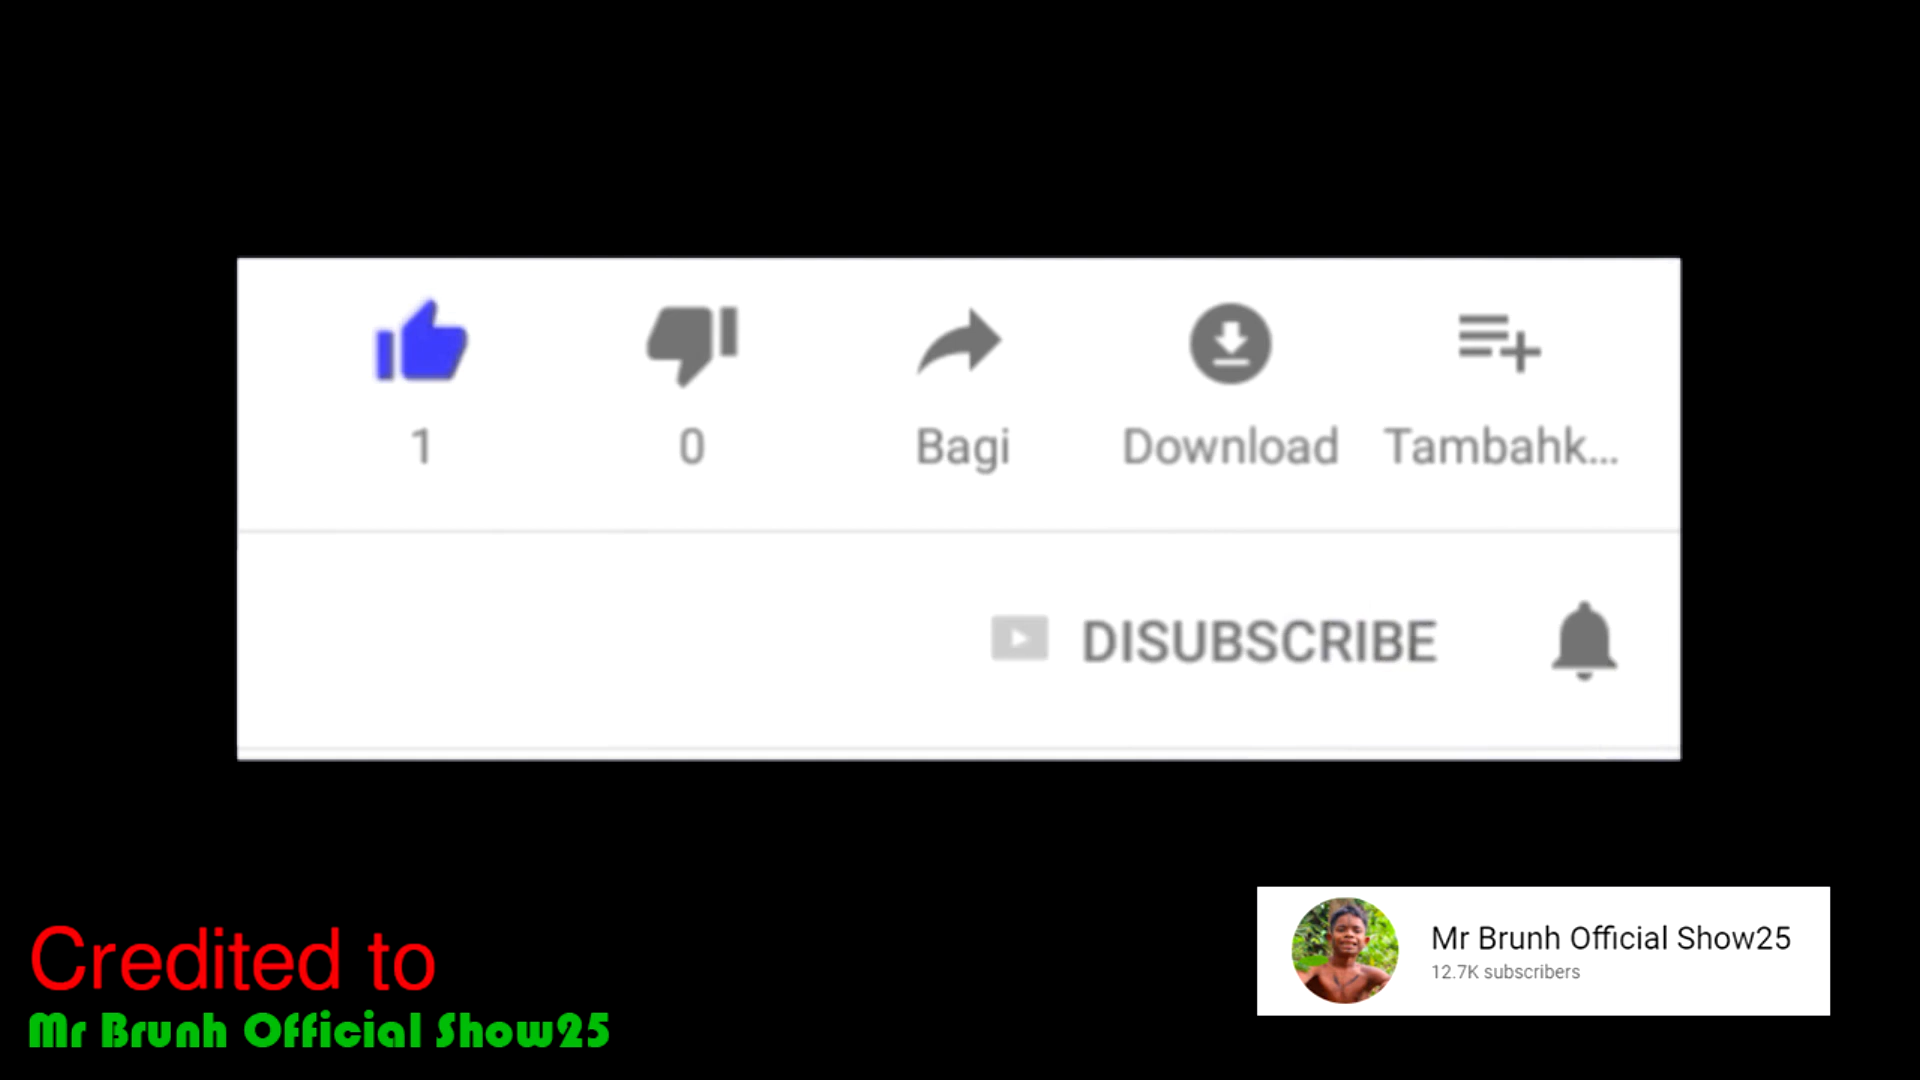 1 0 Bagi Download Tambahk...
DISUBSCRIBE
Credited to
Mr Brunh Official Show25
Mr Brunh Official Show25
12.7K subscribers